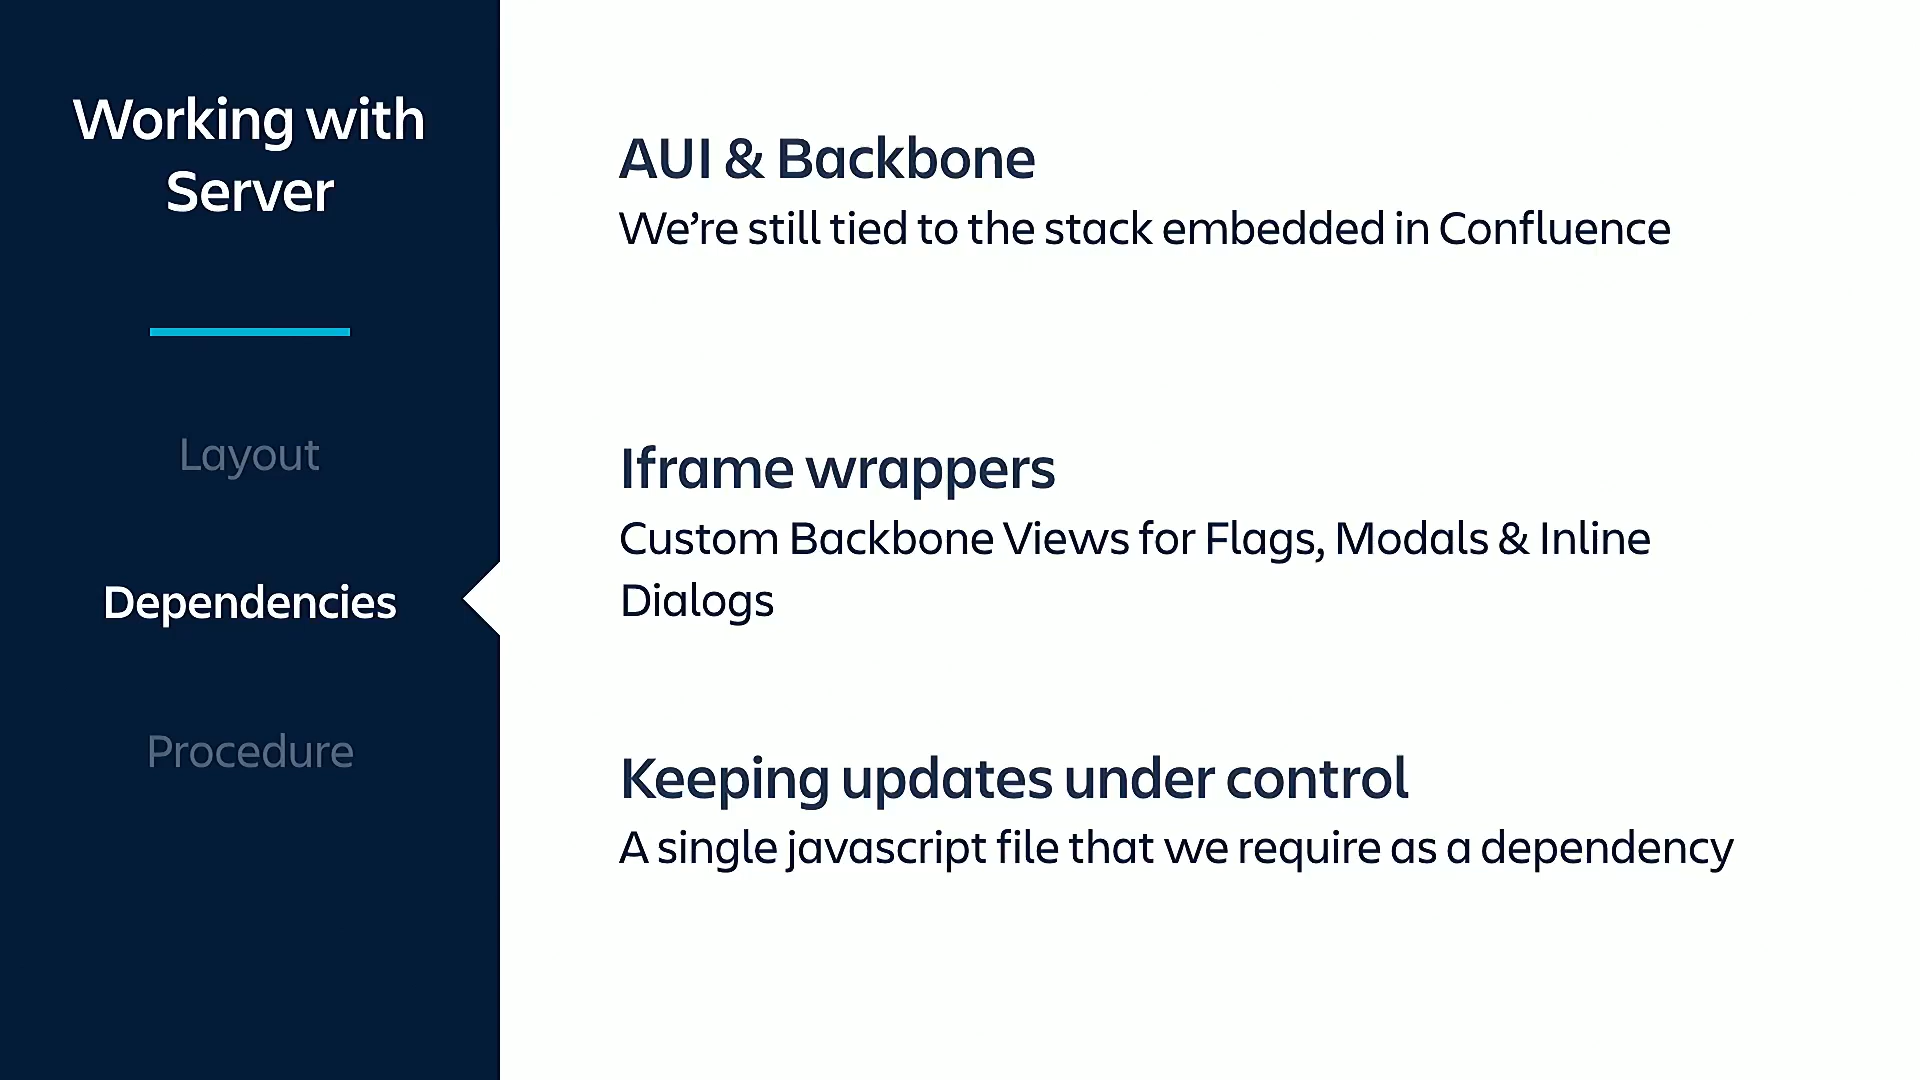 Working with
Server
Layout
Dependencies
Procedure
AUI & Backbone
We’re still tied to the stack embedded in Confluence
Iframe wrappers
Custom Backbone Views for Flags, Modals & Inline
Dialogs
Keeping updates under control
A single javascript file that we require as a dependency